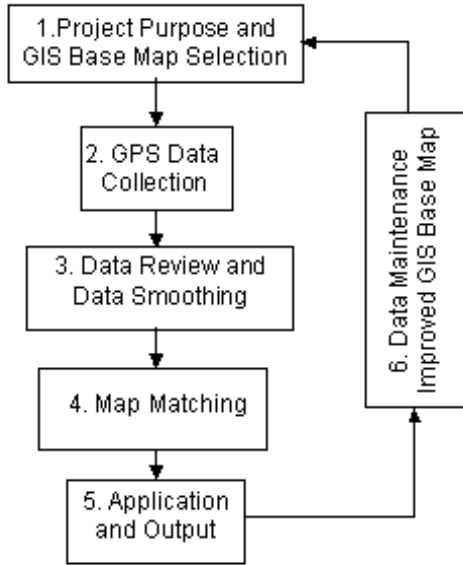 1.Project Purpose and
GIS Base Map Selection
2. GPS Data
Collection
3. Data Review and
Data Smoothing
4. Map Matching
5. Application
and Output
6. Data Maintenance
Improved GIS Base Map